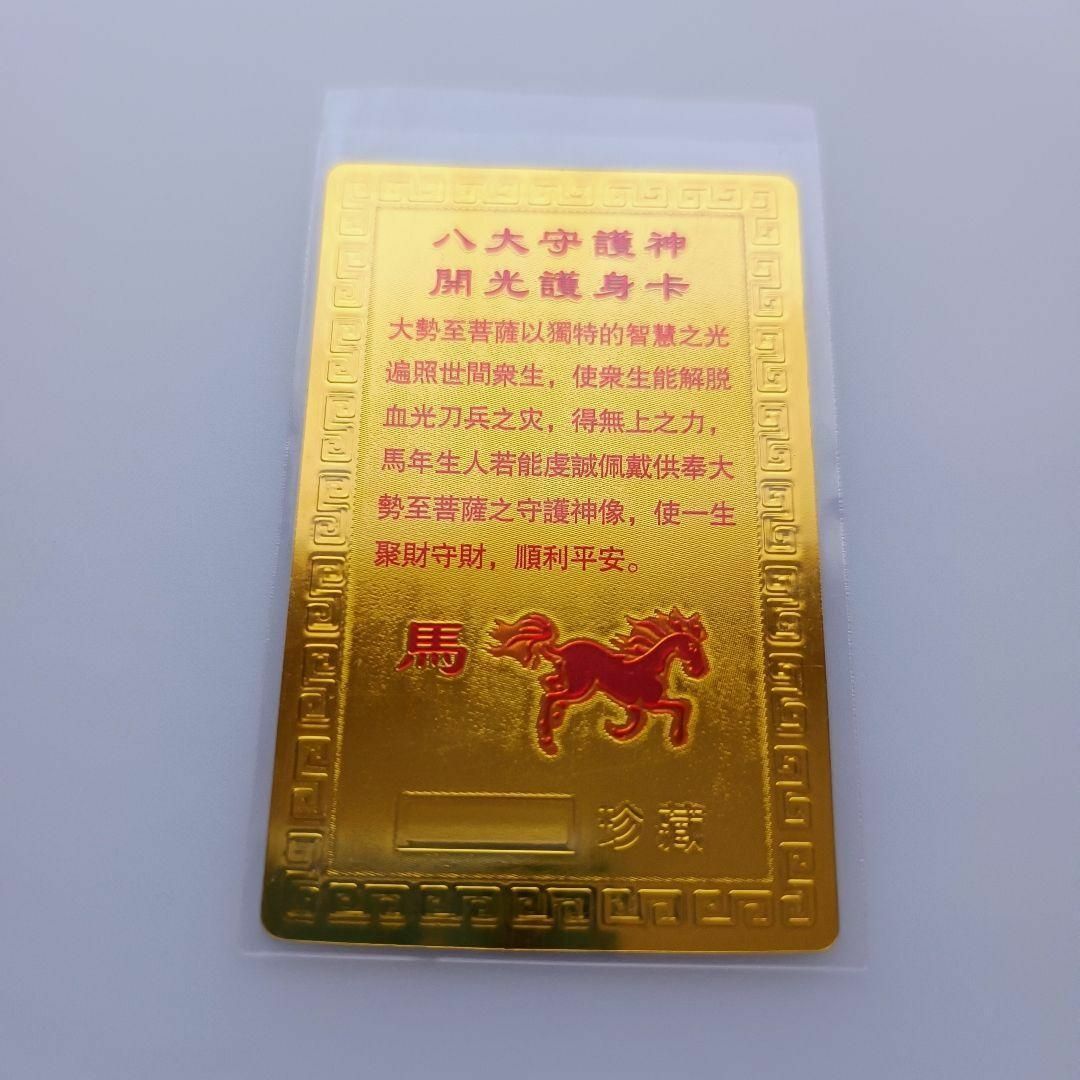 八大守護神
開光護身卡
大勢至菩薩以獨特的智慧之光
遍照世間衆生，使衆生能解脱
血光刀兵之灾，得無上之力，
馬年生人若能虔誠佩戴供奉大
勢至菩薩之守護神像，使一生
聚財守財，順利平安。
馬
珍藏